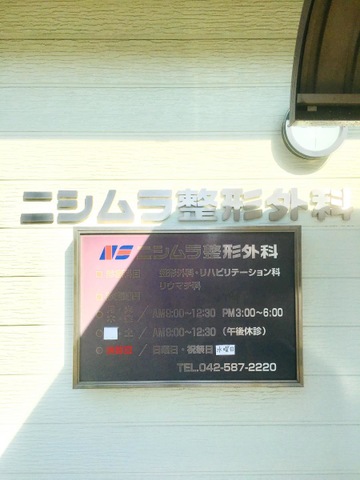 ニシムラ整形外科
NS ニシムラ整形外科
整形外科・リハビリテーション科
リウマチ科
/ AM9:00~12:30 PM3:00~6:00
土 / AM9:00~12:30 (午後休診)
/ 日曜日・祝祭日 水曜日
TEL.042-587-2220